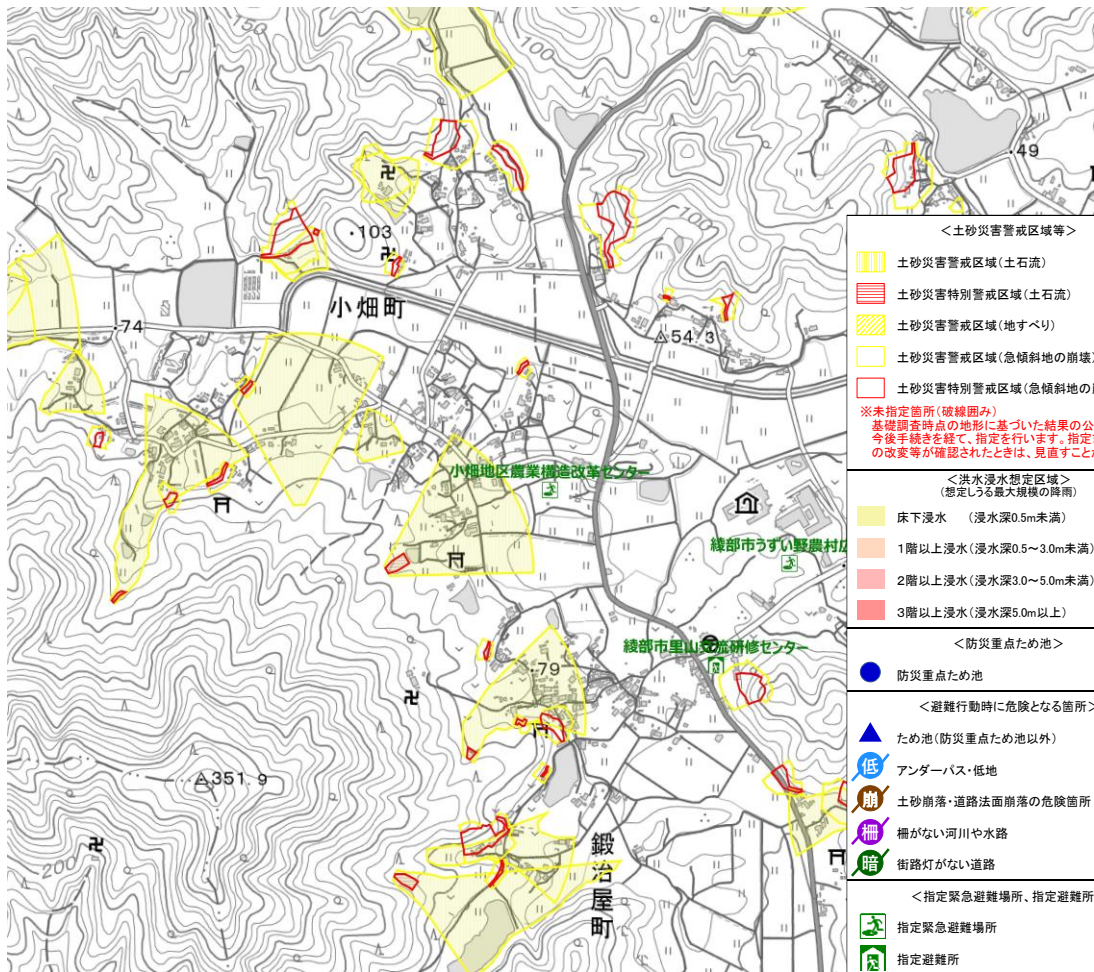 150
100
49
103
100
小畑町
74
54.3
小畑地区農業構造改革センター
綾部市うすい野農村広
綾部市里山交流研修センター
79
351.9
200
鍛治屋町
<土砂災害警戒区域等>
土砂災害警戒区域(土石流)
土砂災害特別警戒区域(土石流)
土砂災害警戒区域(地すべり)
土砂災害警戒区域(急傾斜地の崩壊)
土砂災害特別警戒区域(急傾斜地の
※未指定箇所(破線囲み)
基礎調査時点の地形に基づいた結果の公
今後手続きを経て、指定を行います。指定
の改変等が確認されたときは、見直すことが
<洪水浸水想定区域>
(想定しうる最大規模の降雨)
床下浸水 (浸水深0.5m未満)
1階以上浸水(浸水深0.5~3.0m未満)
2階以上浸水(浸水深3.0~5.0m未満)
3階以上浸水(浸水深5.0m以上)
<防災重点ため池>
防災重点ため池
<避難行動時に危険となる箇所>
ため池(防災重点ため池以外)
低 アンダーパス・低地
崩 土砂崩落・道路法面崩落の危険箇所
柵 柵がない河川や水路
暗 街路灯がない道路
<指定緊急避難場所、指定避難所
指定緊急避難場所
指定避難所